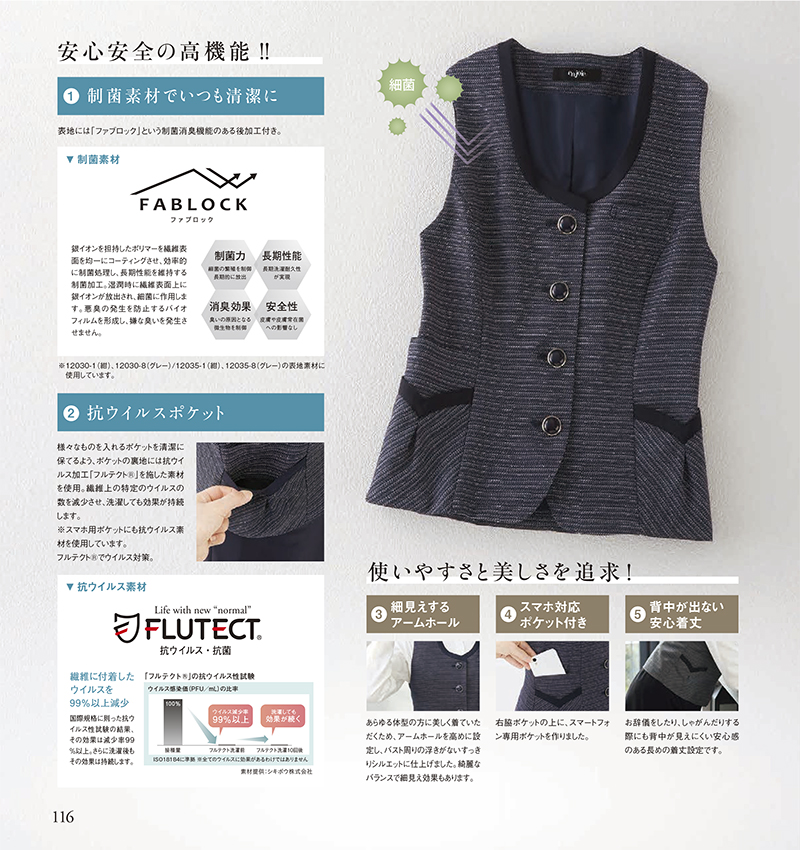 安心安全の高機能!!
① 制菌素材でいつも清潔に
表地には「ファブロック」という制菌消臭機能のある後加工付き。
▼ 制菌素材
FABLOCK
ファブロック
銀イオンを担持したポリマーを繊維表
面を均一にコーティングさせ、効率的
に制菌処理し、長期性能を維持する
制菌加工。湿潤時に繊維表面上に
銀イオンが放出され、細菌に作用しま
す。悪臭の発生を防止するバイオ
フィルムを形成し、嫌な臭いを発生さ
せません。
制菌力
細菌の繁殖を制御
長期的に放出
長期性能
長期洗濯耐久性
が実現
消臭効果
臭いの原因となる
微生物を制御
安全性
皮膚や皮膚常在菌
への影響なし
※12030-1(紺)、12030-8(グレー)/12035-1(紺)、12035-8(グレー)の表地素材に
使用しています。
② 抗ウイルスポケット
様々なものを入れるポケットを清潔に
保てるよう、ポケットの裏地には抗ウイ
ルス加工「フルテクト®」を施した素材
を使用。繊維上の特定のウイルスの
数を減少させ、洗濯しても効果が持続
します。
※スマホ用ポケットにも抗ウイルス素
材を使用しています。
フルテクト®でウイルス対策。
▼ 抗ウイルス素材
Life with new “normal”
FLUTECT®
抗ウイルス・抗菌
繊維に付着した
ウイルスを
99%以上減少
国際規格に則った抗ウイ
ルス性試験の結果、
その効果は減少率99
%以上。さらに洗濯後も
その効果は持続します。
「フルテクト®」の抗ウイルス性試験
ウイルス感染価(PFU/mL)の比率
100%
ウイルス減少率
99%以上
洗濯しても
効果が続く
接種量
フルテクト洗濯前
フルテクト洗濯10回後
ISO18184に準拠 ※全てのウイルスに効果があるわけではありません
素材提供:シキボウ株式会社
116
細菌
enjoie
使いやすさと美しさを追求!
③ 細見えする
アームホール
あらゆる体型の方に美しく着ていた
だくため、アームホールを高めに設
定し、バスト周りの浮きがないすっき
りシルエットに仕上げました。綺麗な
バランスで細見え効果もあります。
④ スマホ対応
ポケット付き
右脇ポケットの上に、スマートフォ
ン専用ポケットを作りました。
⑤ 背中が出ない
安心着丈
お辞儀をしたり、しゃがんだりする
際にも背中が見えにくい安心感
のある長めの着丈設定です。